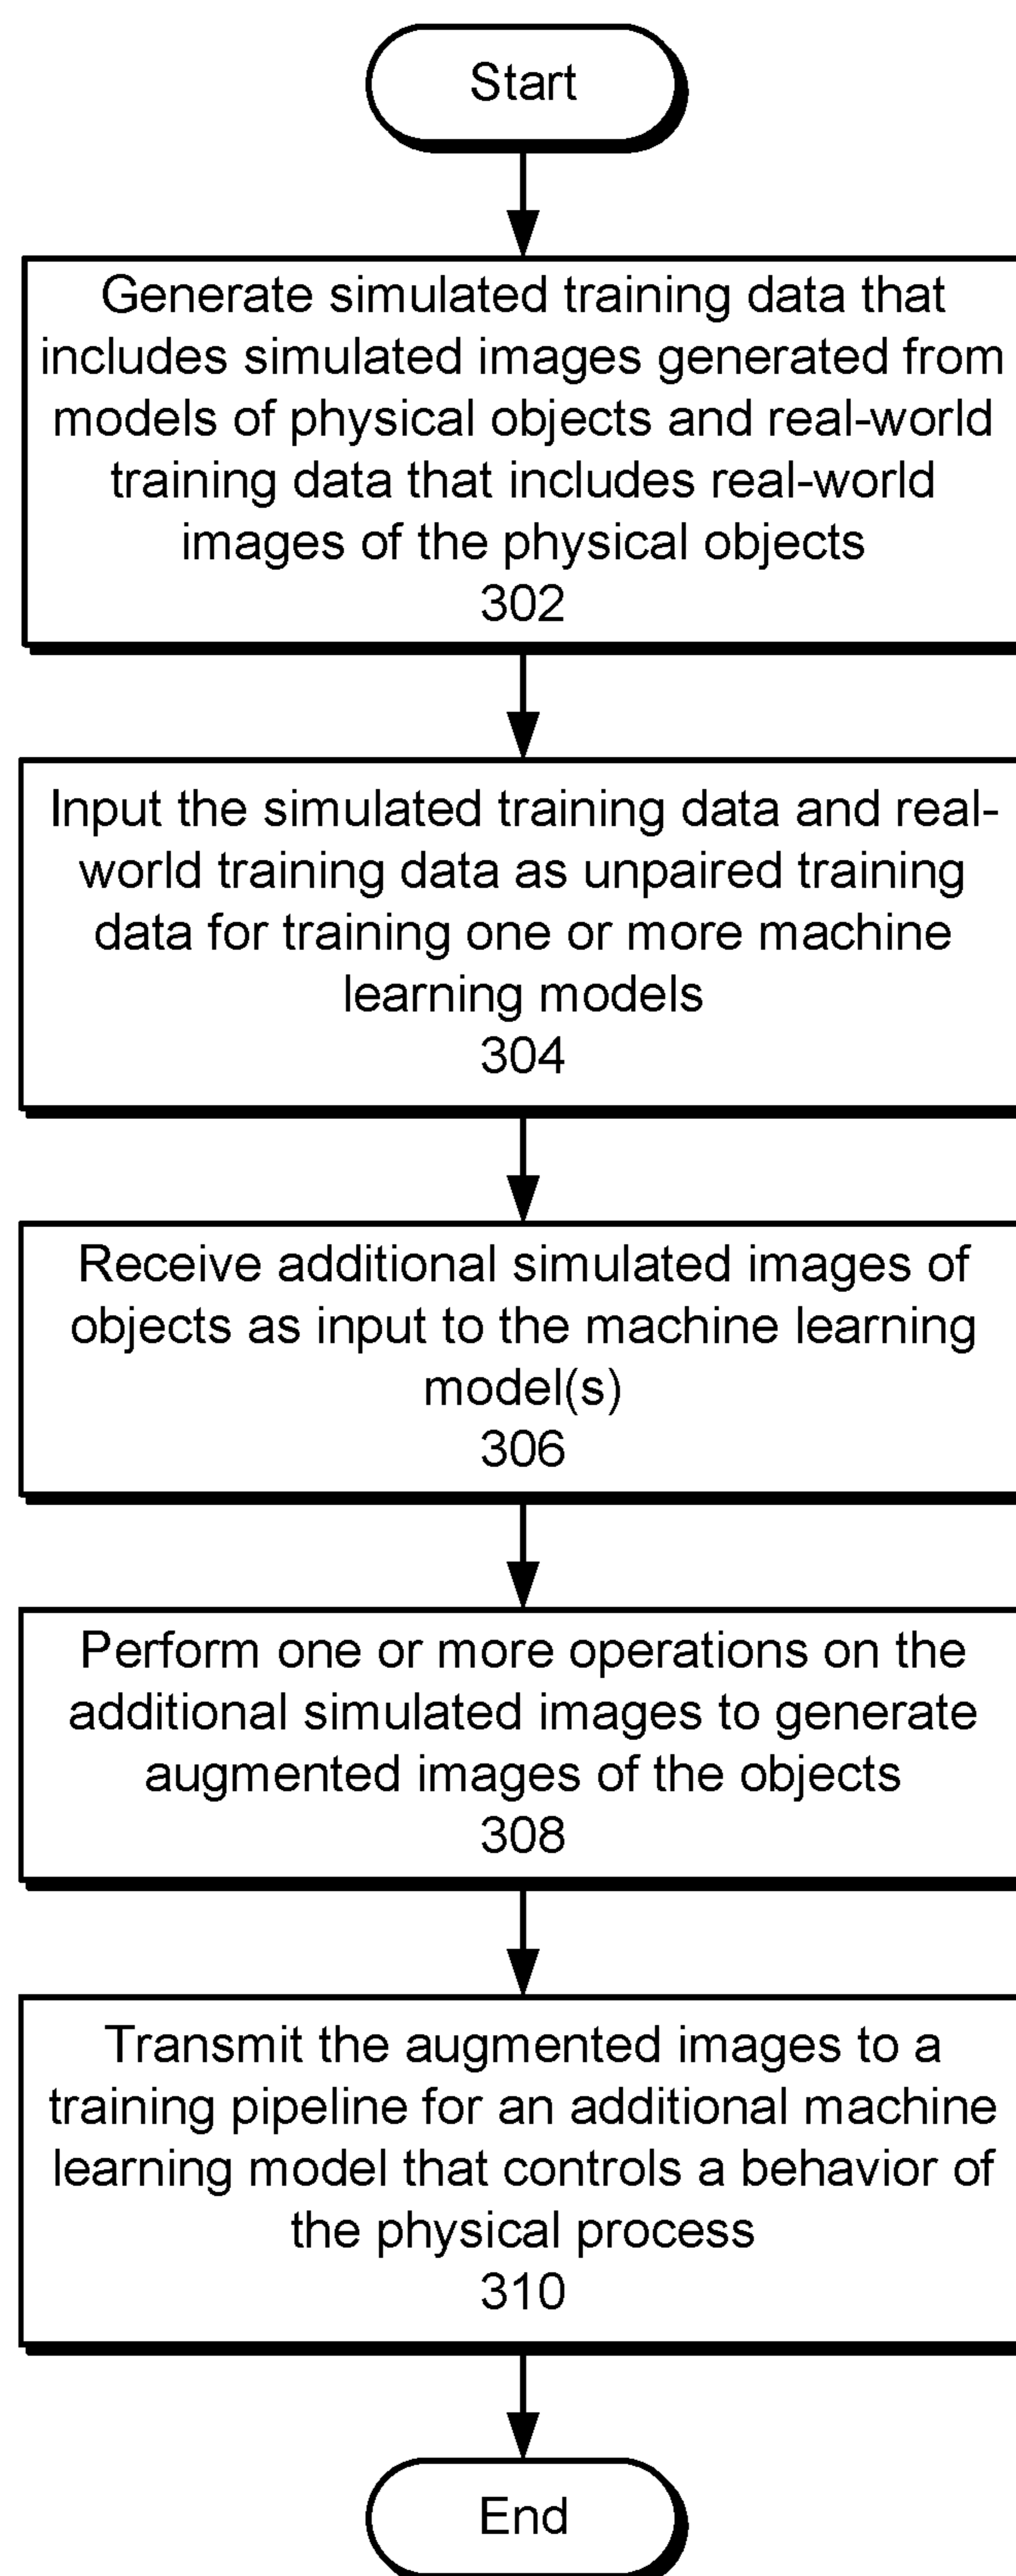 Start
Generate simulated training data that
includes simulated images generated from
models of physical objects and real-world
training data that includes real-world
images of the physical objects
302
Input the simulated training data and real-
world training data as unpaired training
data for training one or more machine
learning models
304
Receive additional simulated images of
objects as input to the machine learning
model(s)
306
Perform one or more operations on the
additional simulated images to generate
augmented images of the objects
308
Transmit the augmented images to a
training pipeline for an additional machine
learning model that controls a behavior of
the physical process
310
End